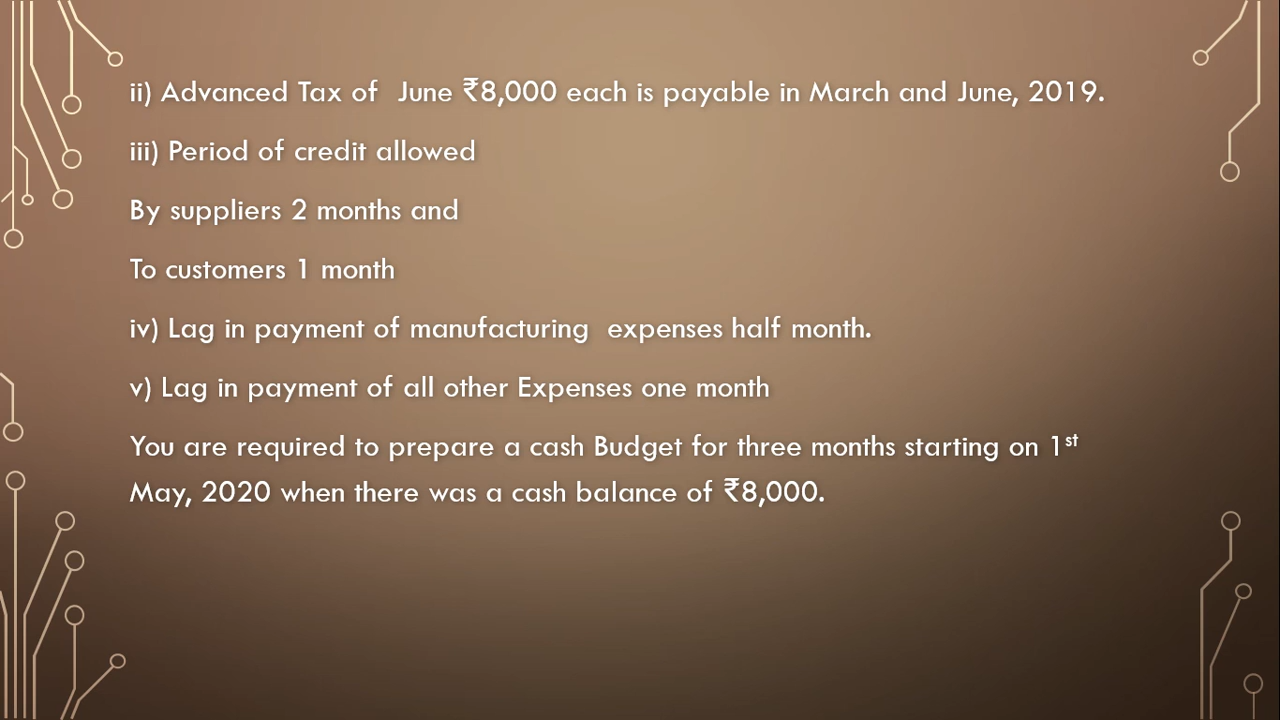 ii) Advanced Tax of  June ₹8,000 each is payable in March and June, 2019.
iii) Period of credit allowed
By suppliers 2 months and
To customers 1 month
iv) Lag in payment of manufacturing  expenses half month.
v) Lag in payment of all other Expenses one month
You are required to prepare a cash Budget for three months starting on 1st
May, 2020 when there was a cash balance of ₹8,000.